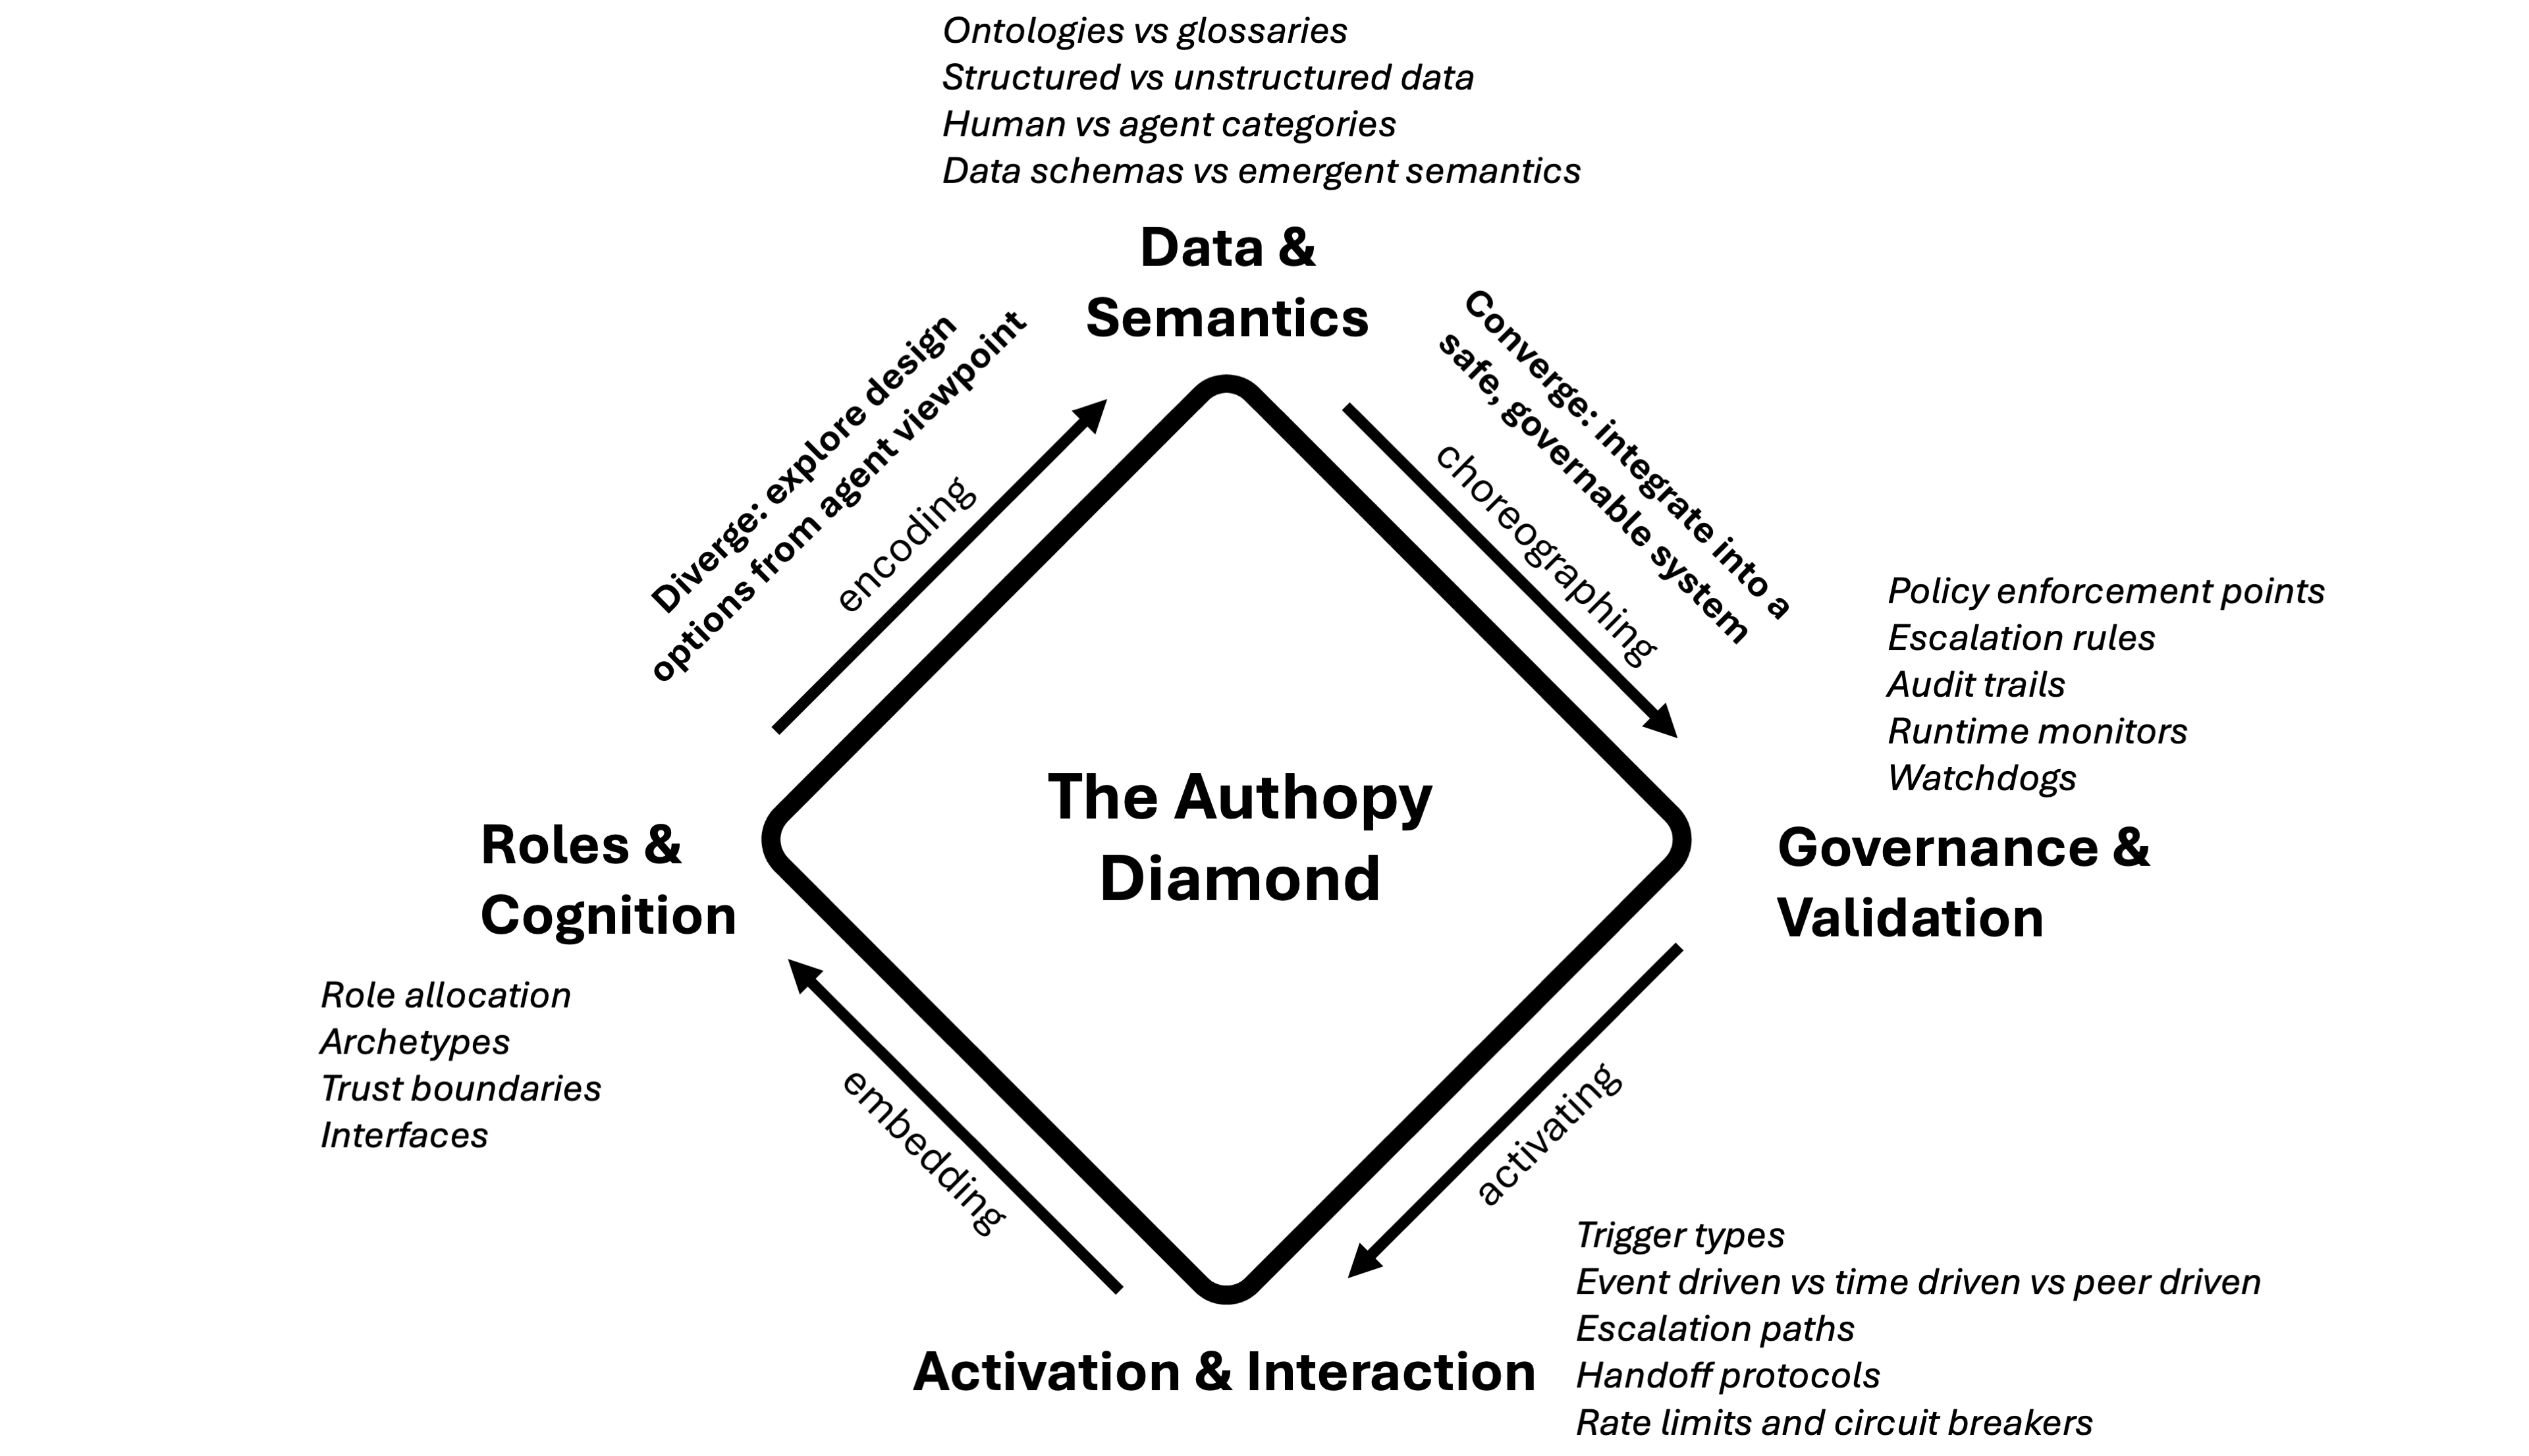 Ontologies vs glossaries
Structured vs unstructured data
Human vs agent categories
Data schemas vs emergent semantics
Data &
Semantics
Diverge: explore design
options from agent viewpoint
encoding
Converge: integrate into a
safe, governable system
choreographing
Policy enforcement points
Escalation rules
Audit trails
Runtime monitors
Watchdogs
The Authopy
Diamond
Roles &
Cognition
Governance &
Validation
Role allocation
Archetypes
Trust boundaries
Interfaces
embedding
activating
Trigger types
Event driven vs time driven vs peer driven
Escalation paths
Handoff protocols
Rate limits and circuit breakers
Activation & Interaction